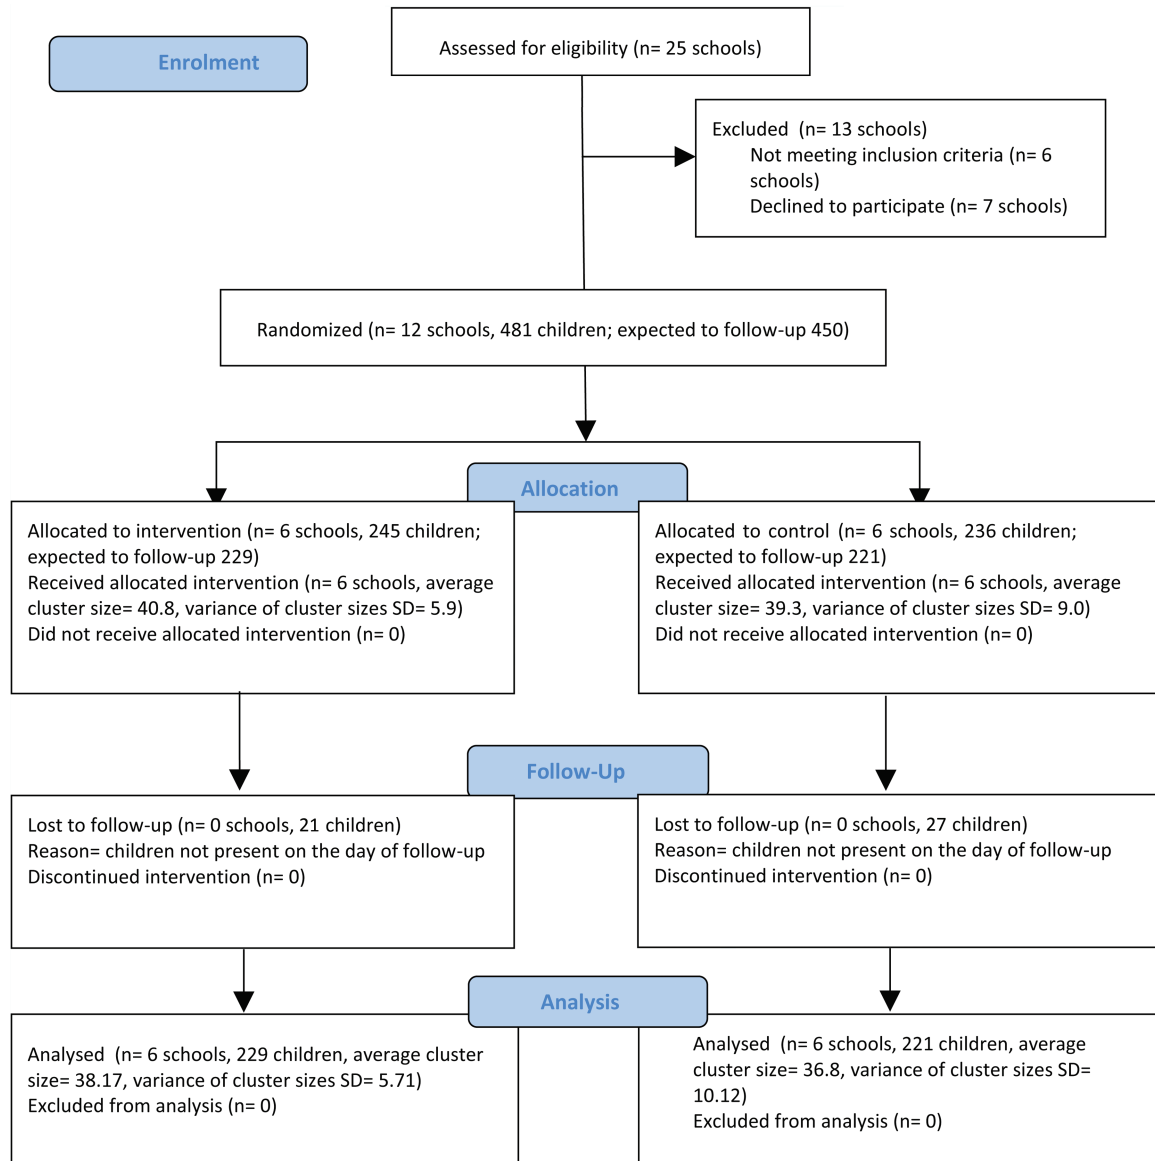 Enrolment
Assessed for eligibility (n= 25 schools)
Excluded  (n= 13 schools)
Not meeting inclusion criteria (n= 6
schools)
Declined to participate (n= 7 schools)
Randomized (n= 12 schools, 481 children; expected to follow-up 450)
Allocation
Allocated to intervention (n= 6 schools, 245 children;
expected to follow-up 229)
Received allocated intervention (n= 6 schools, average
cluster size= 40.8, variance of cluster sizes SD= 5.9)
Did not receive allocated intervention (n= 0)
Allocated to control (n= 6 schools, 236 children;
expected to follow-up 221)
Received allocated intervention (n= 6 schools, average
cluster size= 39.3, variance of cluster sizes SD= 9.0)
Did not receive allocated intervention (n= 0)
Follow-Up
Lost to follow-up (n= 0 schools, 21 children)
Reason= children not present on the day of follow-up
Discontinued intervention (n= 0)
Lost to follow-up (n= 0 schools, 27 children)
Reason= children not present on the day of follow-up
Discontinued intervention (n= 0)
Analysis
Analysed  (n= 6 schools, 229 children, average cluster
size= 38.17, variance of cluster sizes SD= 5.71)
Excluded from analysis (n= 0)
Analysed  (n= 6 schools, 221 children, average
cluster size= 36.8, variance of cluster sizes SD=
10.12)
Excluded from analysis (n= 0)